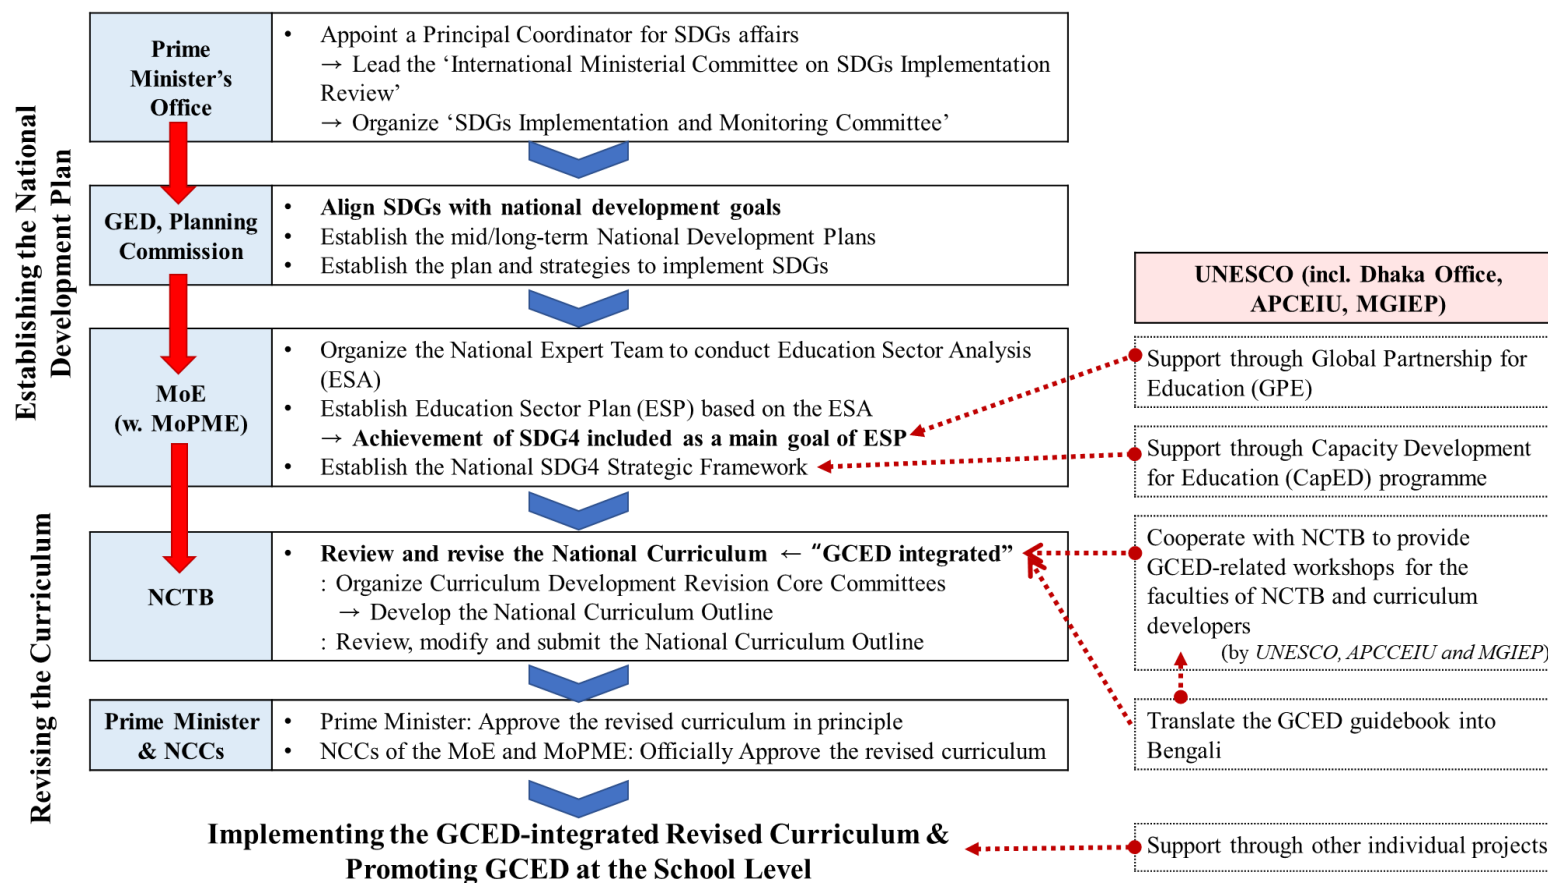 Establishing the National
Development Plan
Prime
Minister's
Office
• Appoint a Principal Coordinator for SDGs affairs
→ Lead the ‘International Ministerial Committee on SDGs Implementation
Review’
→ Organize ‘SDGs Implementation and Monitoring Committee’
GED, Planning
Commission
• Align SDGs with national development goals
• Establish the mid/long-term National Development Plans
• Establish the plan and strategies to implement SDGs
MoE
(w. MoPME)
• Organize the National Expert Team to conduct Education Sector Analysis
(ESA)
• Establish Education Sector Plan (ESP) based on the ESA
→ Achievement of SDG4 included as a main goal of ESP
• Establish the National SDG4 Strategic Framework
Revising the Curriculum
NCTB
• Review and revise the National Curriculum ← “GCED integrated”
: Organize Curriculum Development Revision Core Committees
→ Develop the National Curriculum Outline
: Review, modify and submit the National Curriculum Outline
Prime Minister
& NCCs
• Prime Minister: Approve the revised curriculum in principle
• NCCs of the MoE and MoPME: Officially Approve the revised curriculum
Implementing the GCED-integrated Revised Curriculum &
Promoting GCED at the School Level
UNESCO (incl. Dhaka Office,
APCEIU, MGIEP)
Support through Global Partnership for
Education (GPE)
Support through Capacity Development
for Education (CapED) programme
Cooperate with NCTB to provide
GCED-related workshops for the
faculties of NCTB and curriculum
developers
(by UNESCO, APCCEIU and MGIEP)
Translate the GCED guidebook into
Bengali
Support through other individual projects